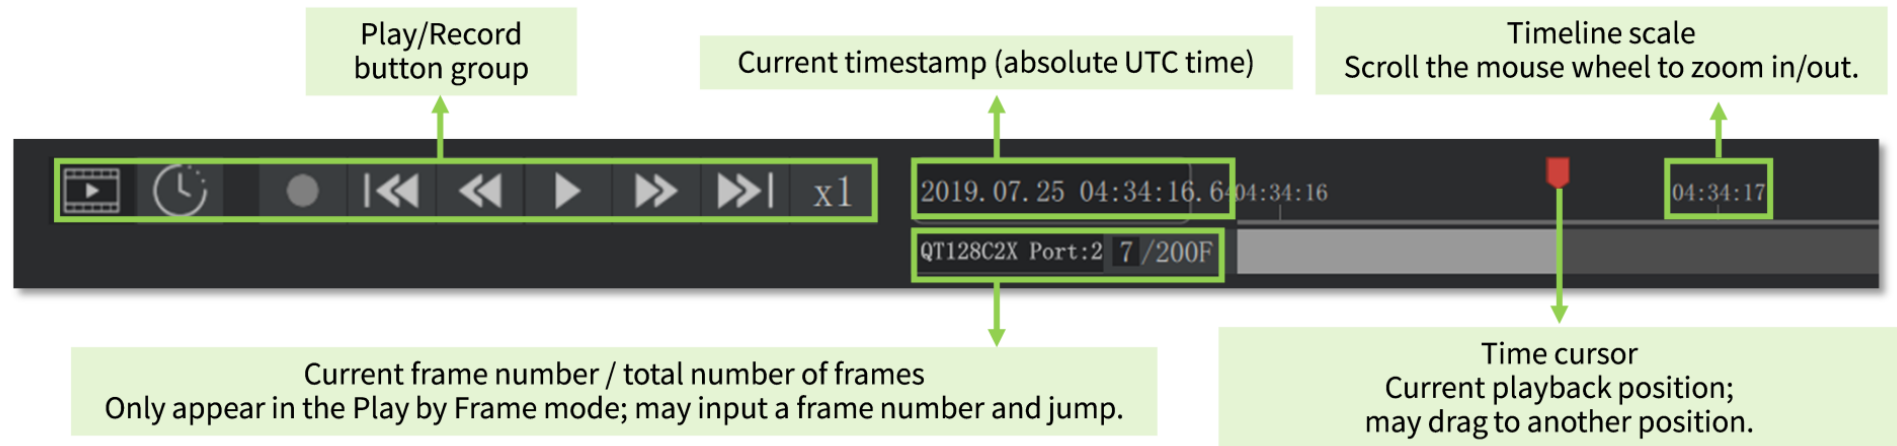 Play/Record
button group
Current timestamp (absolute UTC time)
Timeline scale
Scroll the mouse wheel to zoom in/out.
x1
2019.07.25 04:34:16.6
04:34:16
04:34:17
QT128C2X Port:2 7 /200F
Current frame number / total number of frames
Only appear in the Play by Frame mode; may input a frame number and jump.
Time cursor
Current playback position;
may drag to another position.